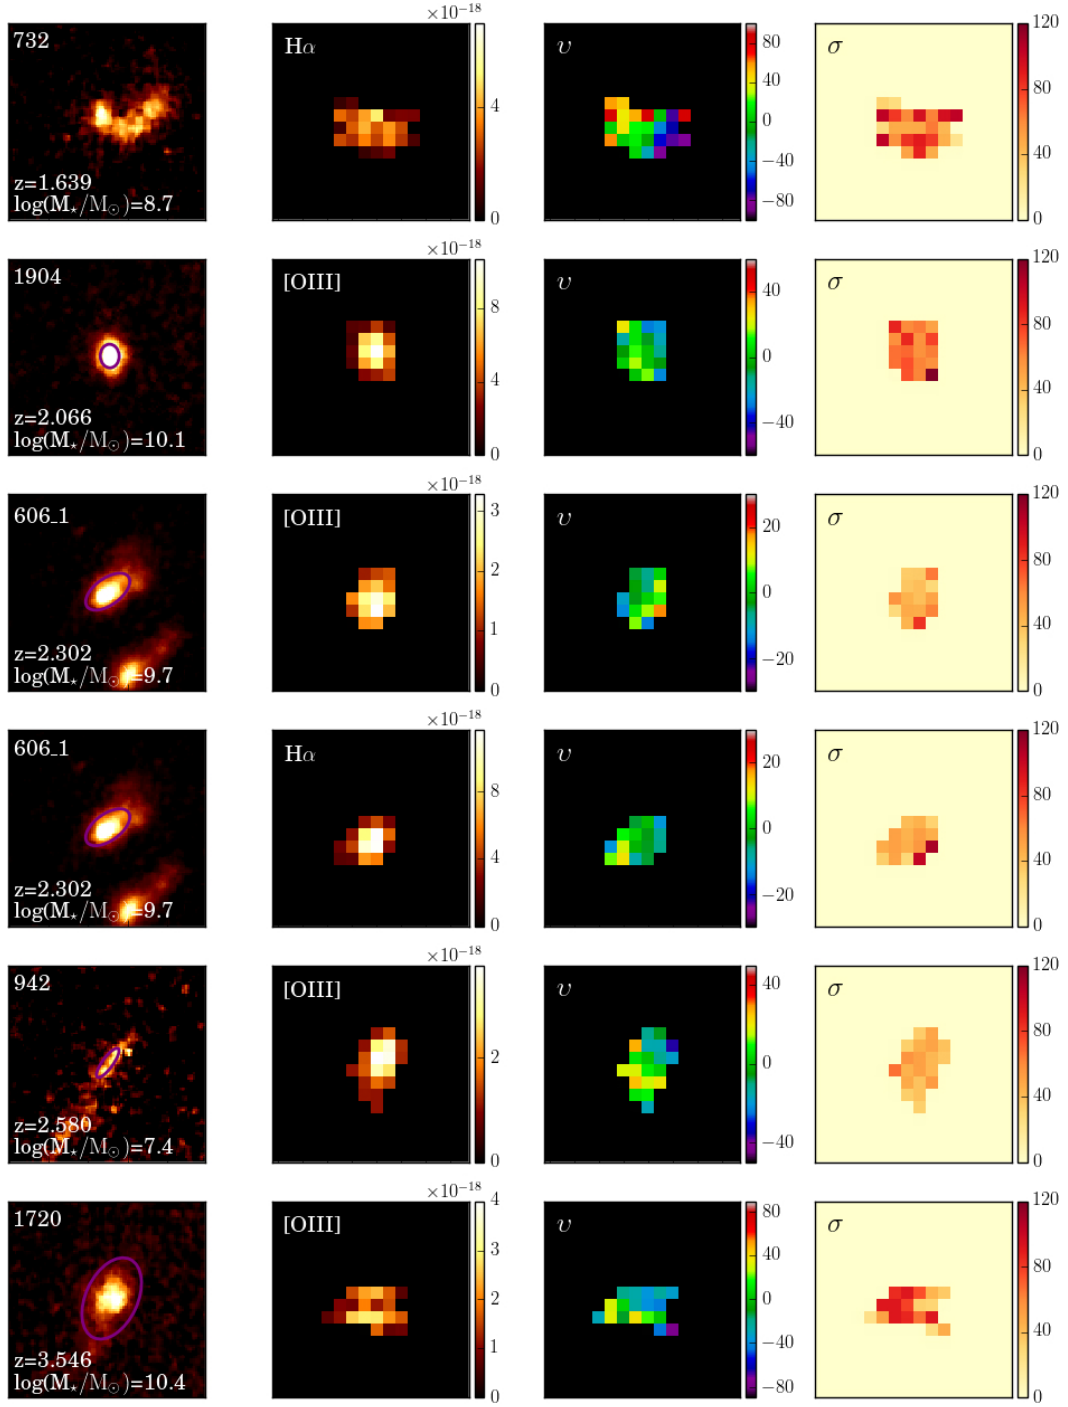 732
z=1.639
log(M⋆/M☉)=8.7
×10⁻¹⁸
Hα
4
0
υ
80
40
0
−40
−80
σ
120
80
40
0
1904
z=2.066
log(M⋆/M☉)=10.1
×10⁻¹⁸
[OIII]
8
4
0
υ
40
0
−40
σ
120
80
40
0
606_1
z=2.302
log(M⋆/M☉)=9.7
×10⁻¹⁸
[OIII]
3
2
1
0
υ
20
0
−20
σ
120
80
40
0
606_1
z=2.302
log(M⋆/M☉)=9.7
×10⁻¹⁸
Hα
8
4
0
υ
20
0
−20
σ
120
80
40
0
942
z=2.580
log(M⋆/M☉)=7.4
×10⁻¹⁸
[OIII]
2
0
υ
40
0
−40
σ
120
80
40
0
1720
z=3.546
log(M⋆/M☉)=10.4
×10⁻¹⁸
[OIII]
4
3
2
1
0
υ
80
40
0
−40
−80
σ
120
80
40
0